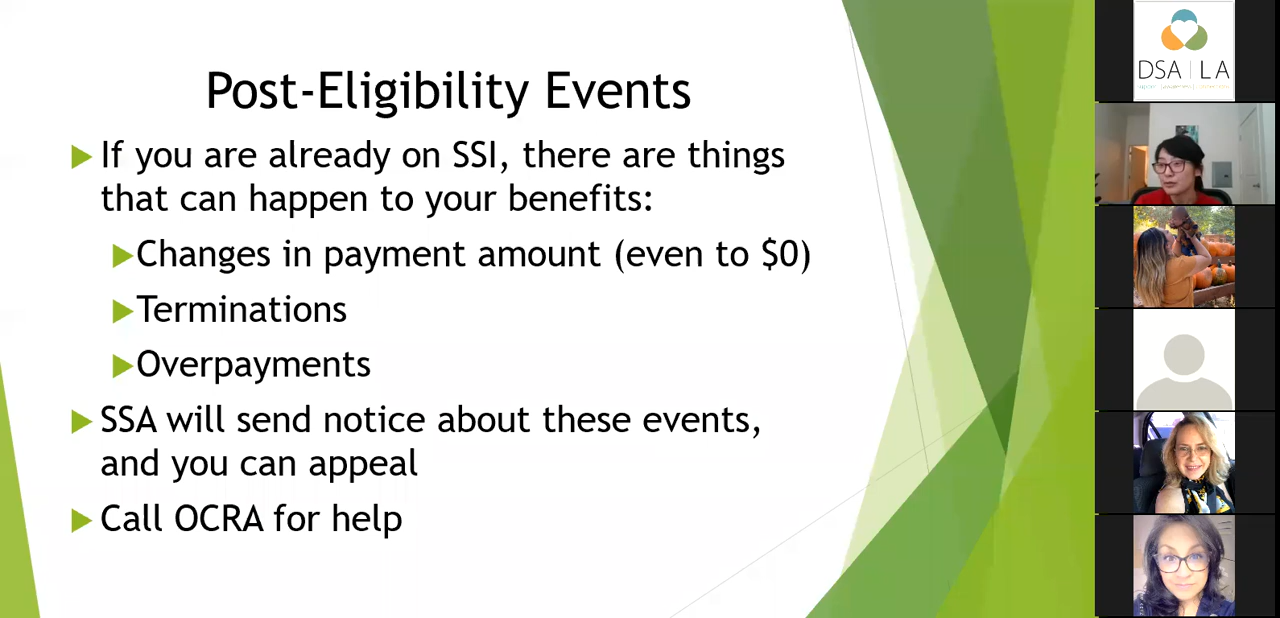 Post-Eligibility Events
If you are already on SSI, there are things
that can happen to your benefits:
Changes in payment amount (even to $0)
Terminations
Overpayments
SSA will send notice about these events,
and you can appeal
Call OCRA for help
DSA | LA